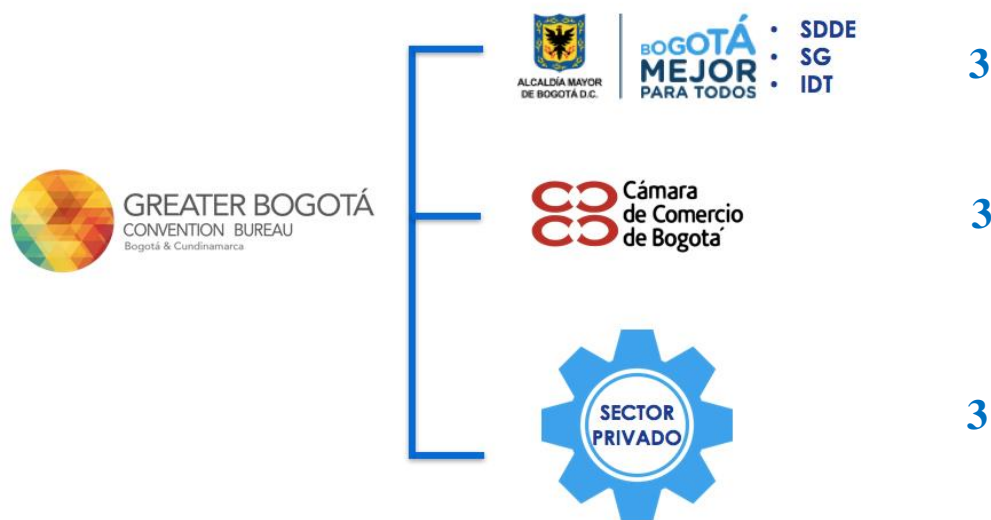 GREATER BOGOTÁ
CONVENTION BUREAU
Bogotá & Cundinamarca
ALCALDÍA MAYOR
DE BOGOTÁ D.C.
BOGOTÁ
MEJOR
PARA TODOS
• SDDE
• SG
• IDT
3
Cámara
de Comercio
de Bogotá
3
SECTOR
PRIVADO
3